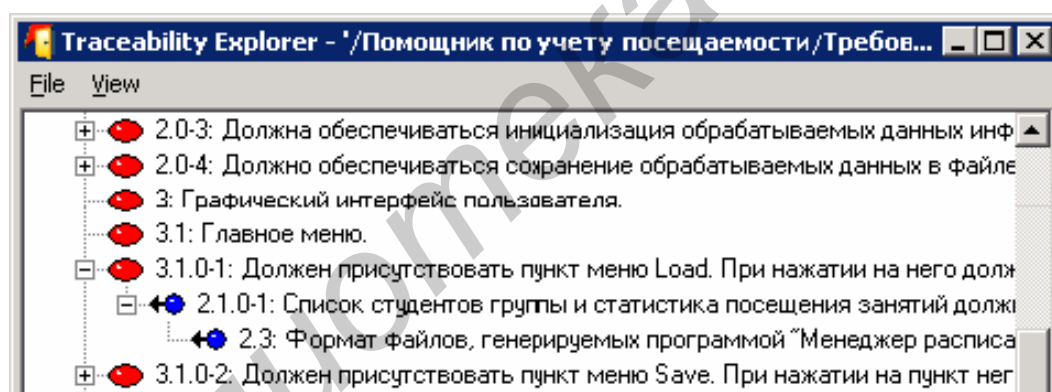 Traceability Explorer - '/Помощник по учету посещаемости/Требов...
File View
2.0-3: Должна обеспечиваться инициализация обрабатываемых данных инф
2.0-4: Должно обеспечиваться сохранение обрабатываемых данных в файле
3: Графический интерфейс пользователя.
3.1: Главное меню.
3.1.0-1: Должен присутствовать пункт меню Load. При нажатии на него долж
2.1.0-1: Список студентов группы и статистика посещения занятий долж
2.3: Формат файлов, генерируемых программой "Менеджер расписа
3.1.0-2: Должен присутствовать пункт меню Save. При нажатии на пункт нег